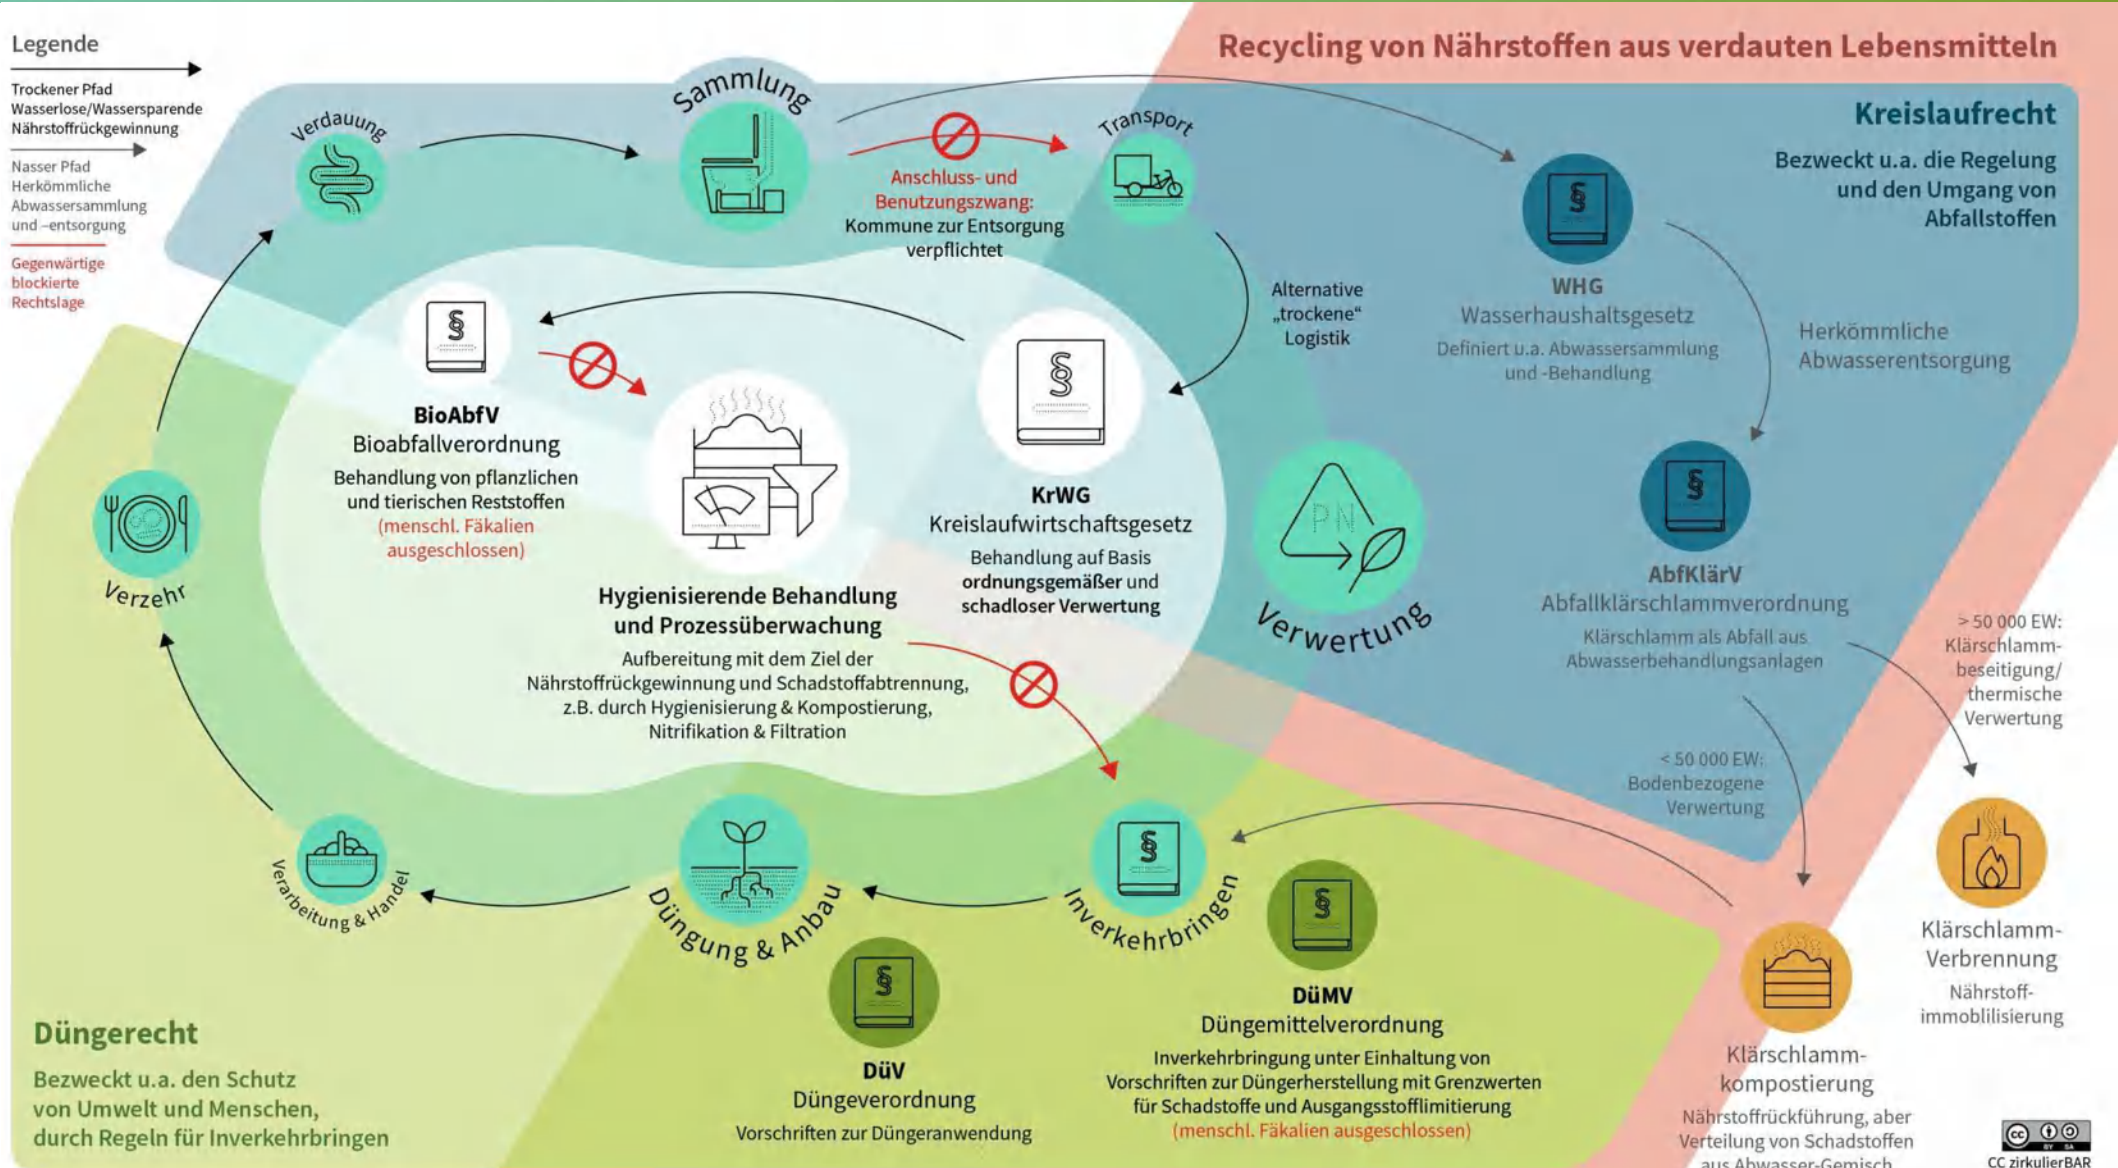 Legende
Trockener Pfad
Wasserlose/Wassersparende
Nährstoffrückgewinnung
Nasser Pfad
Herkömmliche
Abwassersammlung
und –entsorgung
Gegenwärtige
blockierte
Rechtslage
Recycling von Nährstoffen aus verdauten Lebensmitteln
Kreislaufrecht
Bezweckt u.a. die Regelung
und den Umgang von
Abfallstoffen
Verdauung
Sammlung
Anschluss- und
Benutzungszwang:
Kommune zur Entsorgung
verpflichtet
Transport
Alternative
„trockene“
Logistik
§
WHG
Wasserhaushaltsgesetz
Definiert u.a. Abwassersammlung
und -Behandlung
Herkömmliche
Abwasserentsorgung
§
BioAbfV
Bioabfallverordnung
Behandlung von pflanzlichen
und tierischen Reststoffen
(menschl. Fäkalien
ausgeschlossen)
§
KrWG
Kreislaufwirtschaftsgesetz
Behandlung auf Basis
ordnungsgemäßer und
schadloser Verwertung
Hygienisierende Behandlung
und Prozessüberwachung
Aufbereitung mit dem Ziel der
Nährstoffrückgewinnung und Schadstoffabtrennung,
z.B. durch Hygienisierung & Kompostierung,
Nitrifikation & Filtration
PN
Verwertung
§
AbfKlärV
Abfallklärschlammverordnung
Klärschlamm als Abfall aus
Abwasserbehandlungsanlagen
> 50 000 EW:
Klärschlamm-
beseitigung/
thermische
Verwertung
< 50 000 EW:
Bodenbezogene
Verwertung
Verzehr
Verarbeitung & Handel
Düngung & Anbau
§
Inverkehrbringen
§
DüV
Düngeverordnung
Vorschriften zur Düngeranwendung
§
DüMV
Düngemittelverordnung
Inverkehrbringung unter Einhaltung von
Vorschriften zur Düngerherstellung mit Grenzwerten
für Schadstoffe und Ausgangsstofflimitierung
(menschl. Fäkalien ausgeschlossen)
Klärschlamm-
Verbrennung
Nährstoff-
immoblilisierung
Klärschlamm-
kompostierung
Nährstoffrückführung, aber
Verteilung von Schadstoffen
aus Abwasser-Gemisch
Düngerecht
Bezweckt u.a. den Schutz
von Umwelt und Menschen,
durch Regeln für Inverkehrbringen
cc
BY SA
CC zirkulierBAR